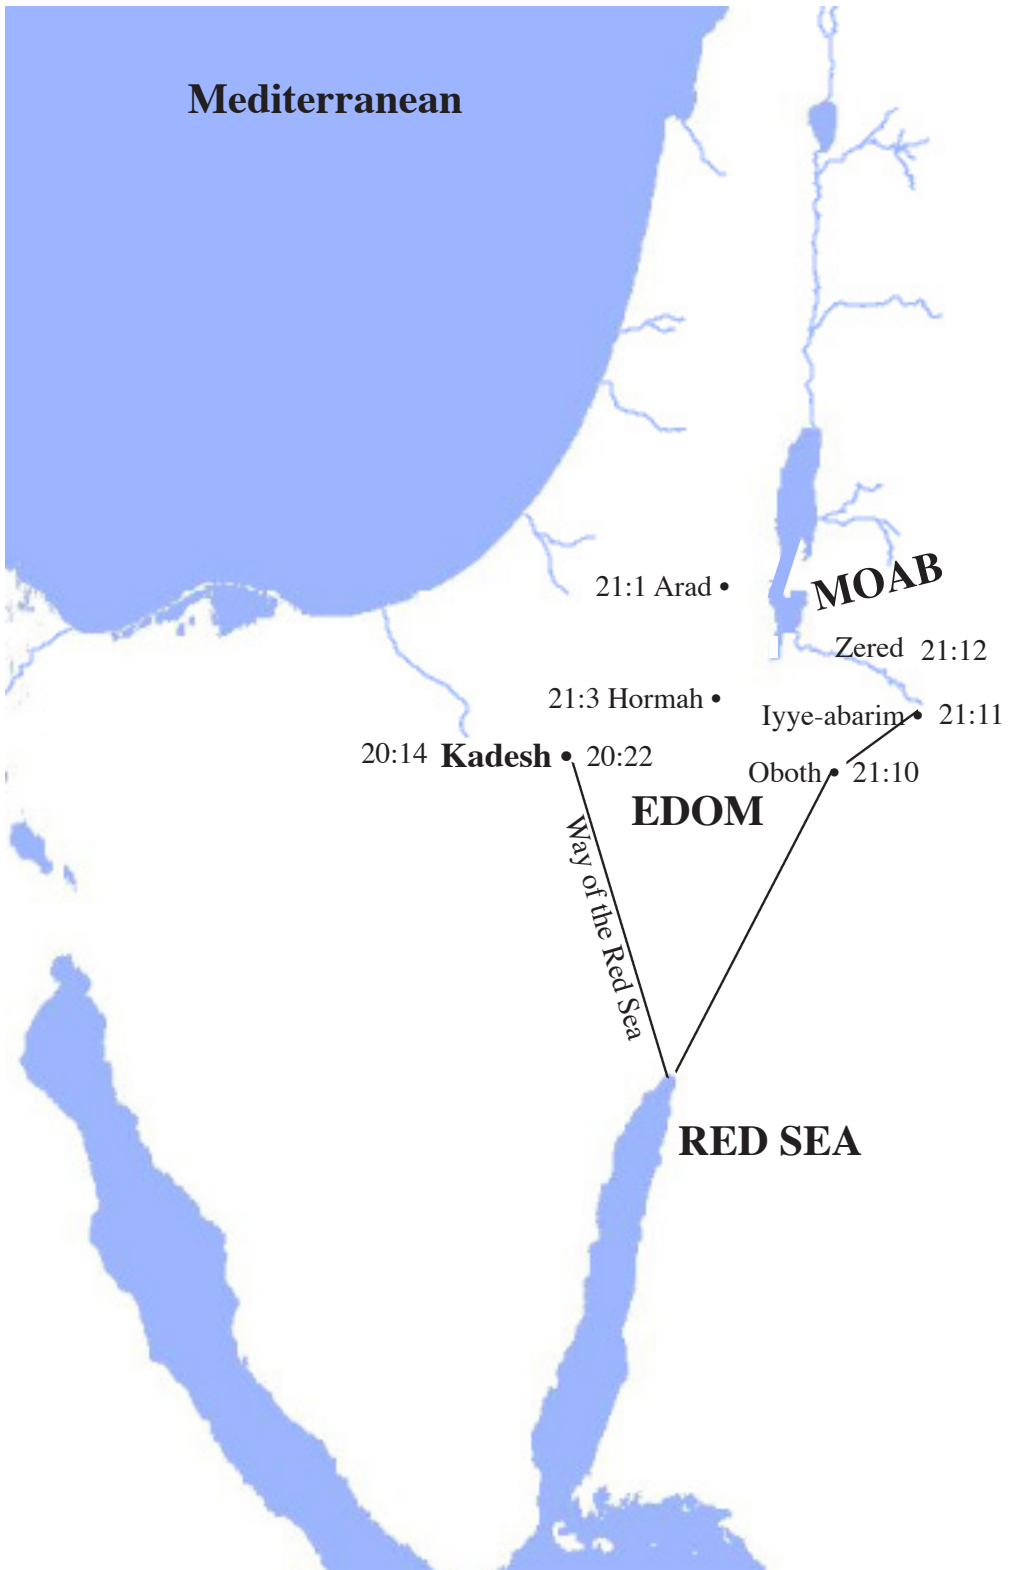 Mediterranean
21:1 Arad
MOAB
Zered 21:12
21:3 Hormah
Iyye-abarim 21:11
20:14 Kadesh 20:22
Oboth 21:10
EDOM
Way of the Red Sea
RED SEA